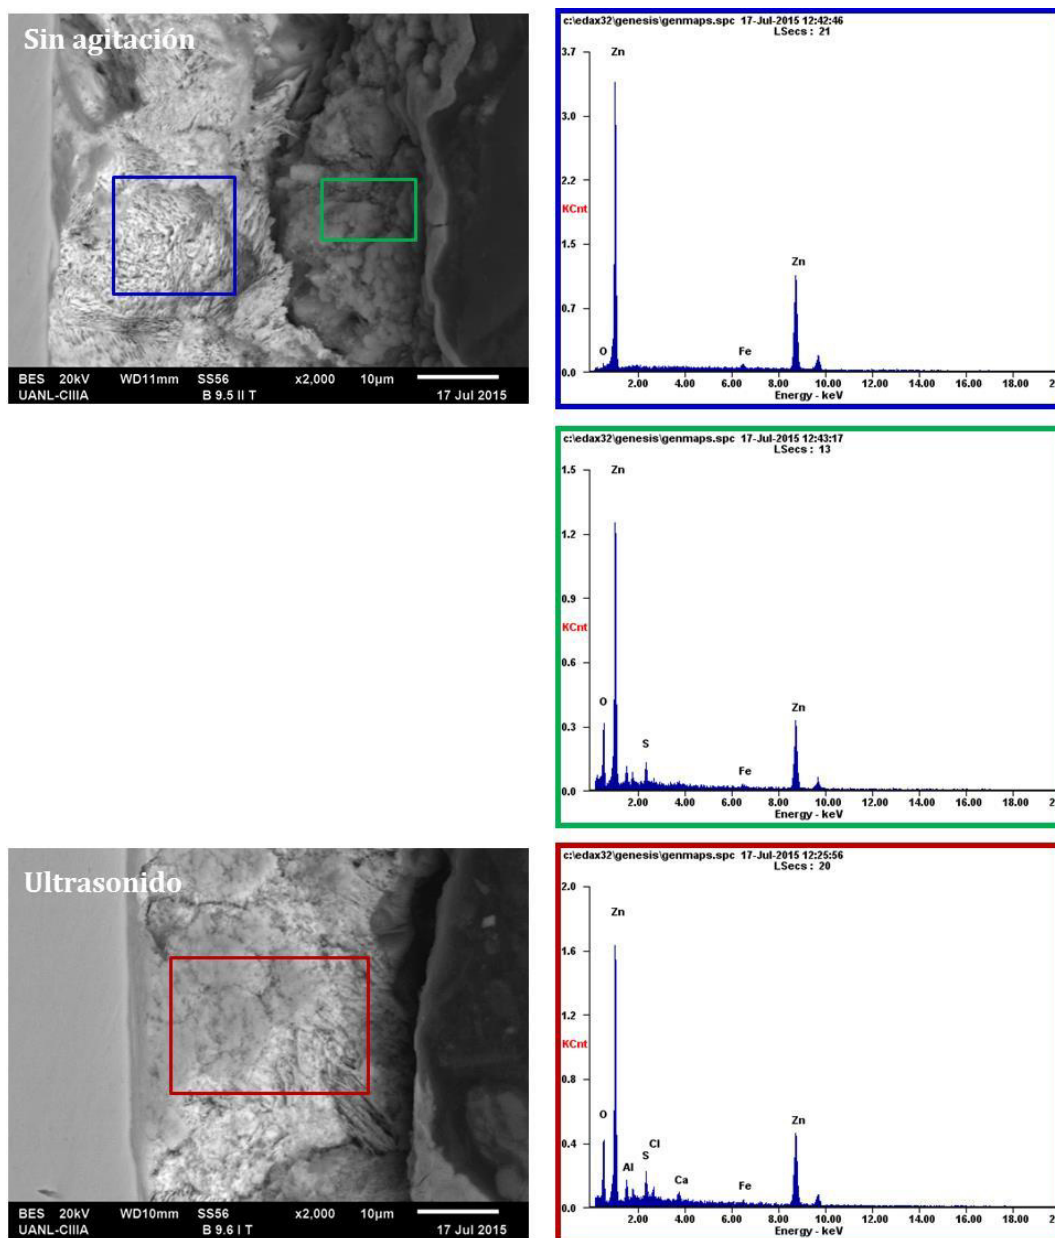 Sin agitación
BES 20kV WD11mm SS56 x2,000 10µm
UANL-CIIIA B 9.5 II T 17 Jul 2015
c:\edax32\genesis\genmaps.spc 17-Jul-2015 12:42:46
LSecs : 21
3.7
Zn
3.0
2.2
KCnt
1.5
Zn
0.7
O Fe
0.0
2.00 4.00 6.00 8.00 10.00 12.00 14.00 16.00 18.00 2
Energy - keV
c:\edax32\genesis\genmaps.spc 17-Jul-2015 12:43:17
LSecs : 13
1.5
Zn
1.2
0.9
KCnt
0.6
O Zn
0.3
S
Fe
0.0
2.00 4.00 6.00 8.00 10.00 12.00 14.00 16.00 18.00 2
Energy - keV
Ultrasonido
BES 20kV WD10mm SS56 x2,000 10µm
UANL-CIIIA B 9.6 I T 17 Jul 2015
c:\edax32\genesis\genmaps.spc 17-Jul-2015 12:25:56
LSecs : 20
2.0
Zn
1.6
1.2
KCnt
0.8
O Zn
0.4
Cl
Al S
Ca Fe
0.0
2.00 4.00 6.00 8.00 10.00 12.00 14.00 16.00 18.00 2
Energy - keV